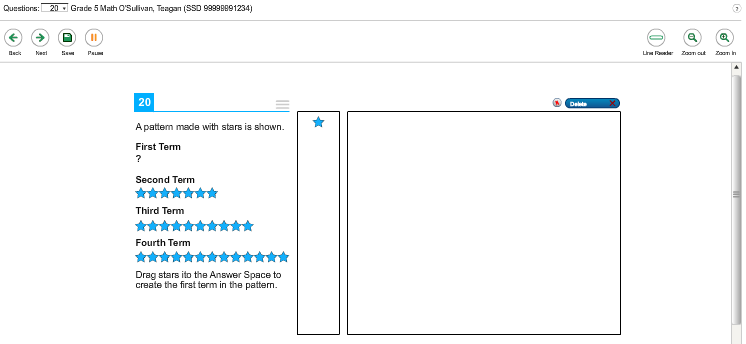 Questions: 20 Grade 5 Math O'Sullivan, Teagan (SSD 99999991234)
?
Back Next Save Pause Line Reader Zoom out Zoom in
20
Delete
A pattern made with stars is shown.
First Term
?
Second Term
Third Term
Fourth Term
Drag stars ito the Answer Space to
create the first term in the pattern.